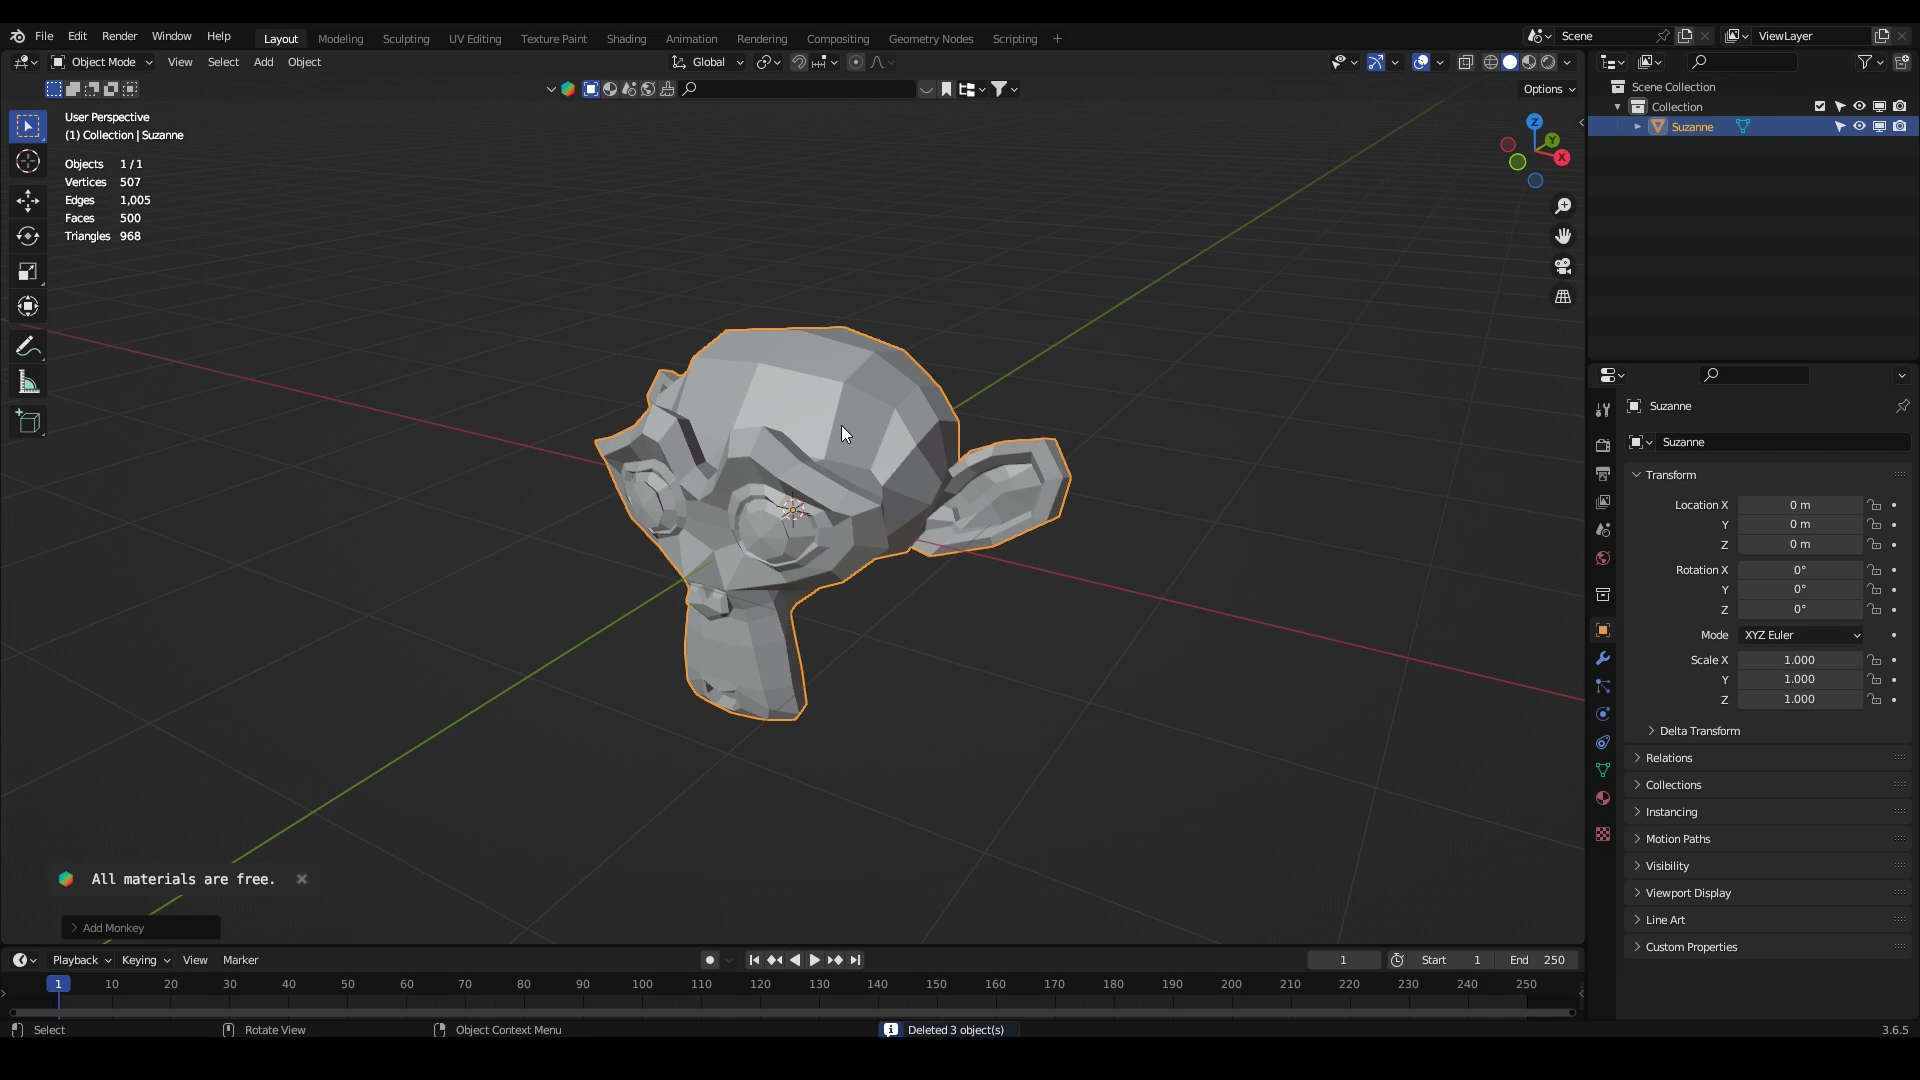 File Edit Render Window Help Layout Modeling Sculpting UV Editing Texture Paint Shading Animation Rendering Compositing Geometry Nodes Scripting + Scene ViewLayer
Object Mode View Select Add Object Global
Options
User Perspective
(1) Collection | Suzanne
Objects 1 / 1
Vertices 507
Edges 1,005
Faces 500
Triangles 968
Z
Y
X
Scene Collection
Collection
Suzanne
Suzanne
Suzanne
Transform
Location X 0 m
Y 0 m
Z 0 m
Rotation X 0°
Y 0°
Z 0°
Mode XYZ Euler
Scale X 1.000
Y 1.000
Z 1.000
Delta Transform
Relations
Collections
Instancing
Motion Paths
Visibility
Viewport Display
Line Art
Custom Properties
All materials are free.
Add Monkey
Playback Keying View Marker 1 Start 1 End 250
1 10 20 30 40 50 60 70 80 90 100 110 120 130 140 150 160 170 180 190 200 210 220 230 240 250
Select Rotate View Object Context Menu Deleted 3 object(s) 3.6.5